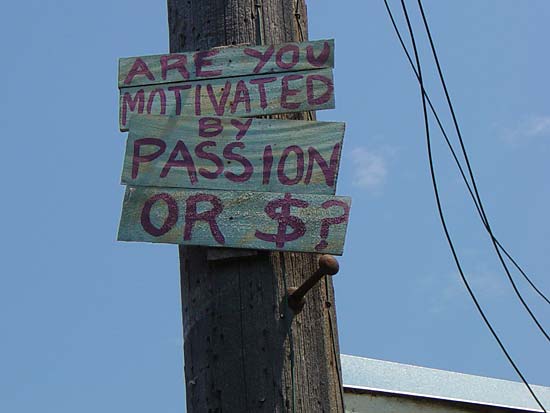 ARE YOU
MOTIVATED
BY
PASSION
OR $?